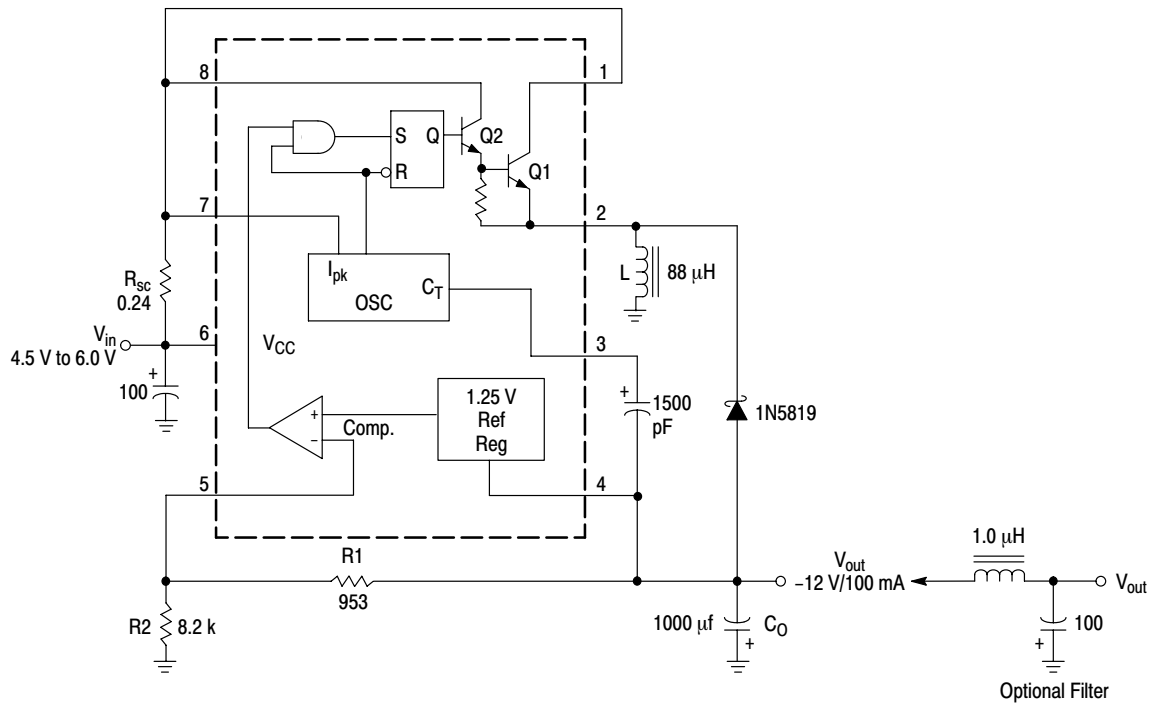 8
1
S
Q
Q2
R
Q1
7
2
Ipk
CT
OSC
L
88 μH
Rsc
0.24
Vin
4.5 V to 6.0 V
6
VCC
3
100
+
+
1500
pF
1N5819
1.25 V
Ref
Reg
+
−
Comp.
5
4
R1
953
1.0 μH
Vout
–12 V/100 mA
Vout
R2
8.2 k
1000 μf
CO
+
100
+
Optional Filter